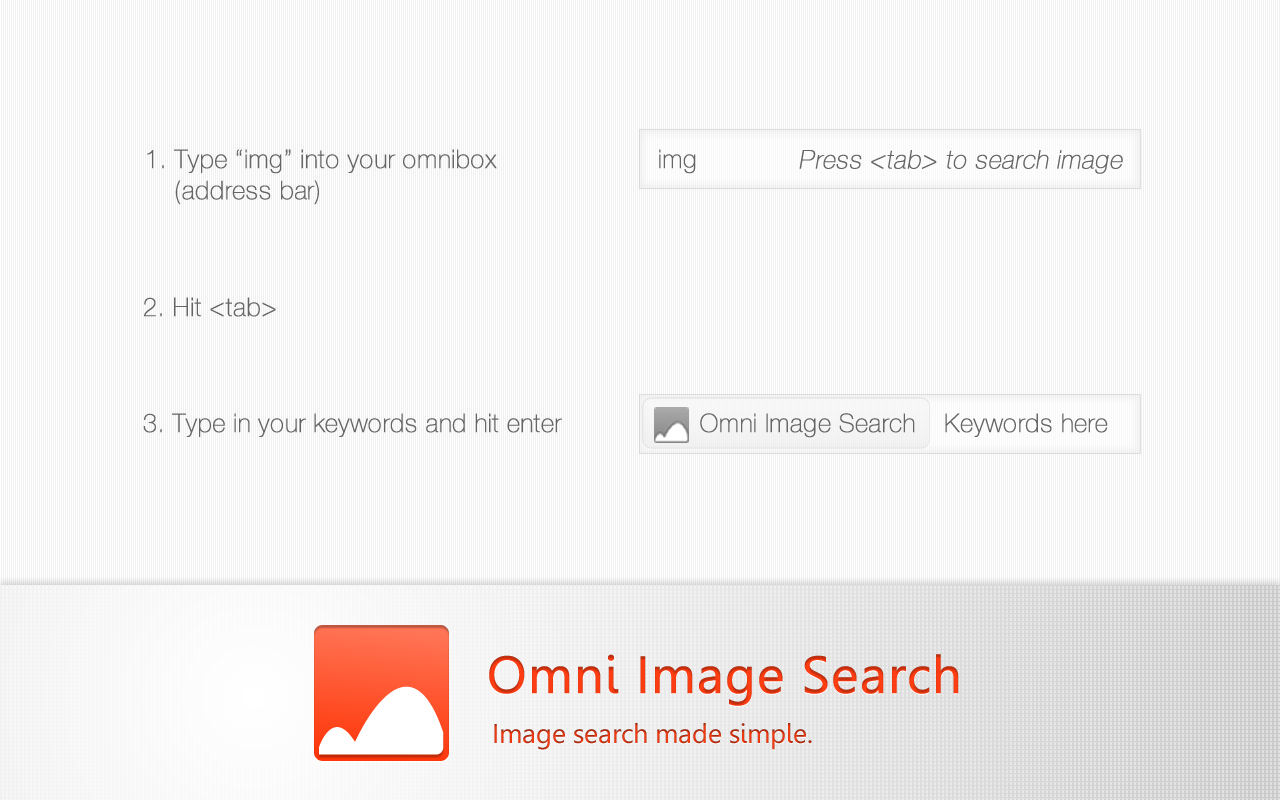 1. Type “img” into your omnibox
(address bar)
img Press <tab> to search image
2. Hit <tab>
3. Type in your keywords and hit enter
Omni Image Search Keywords here
Omni Image Search
Image search made simple.